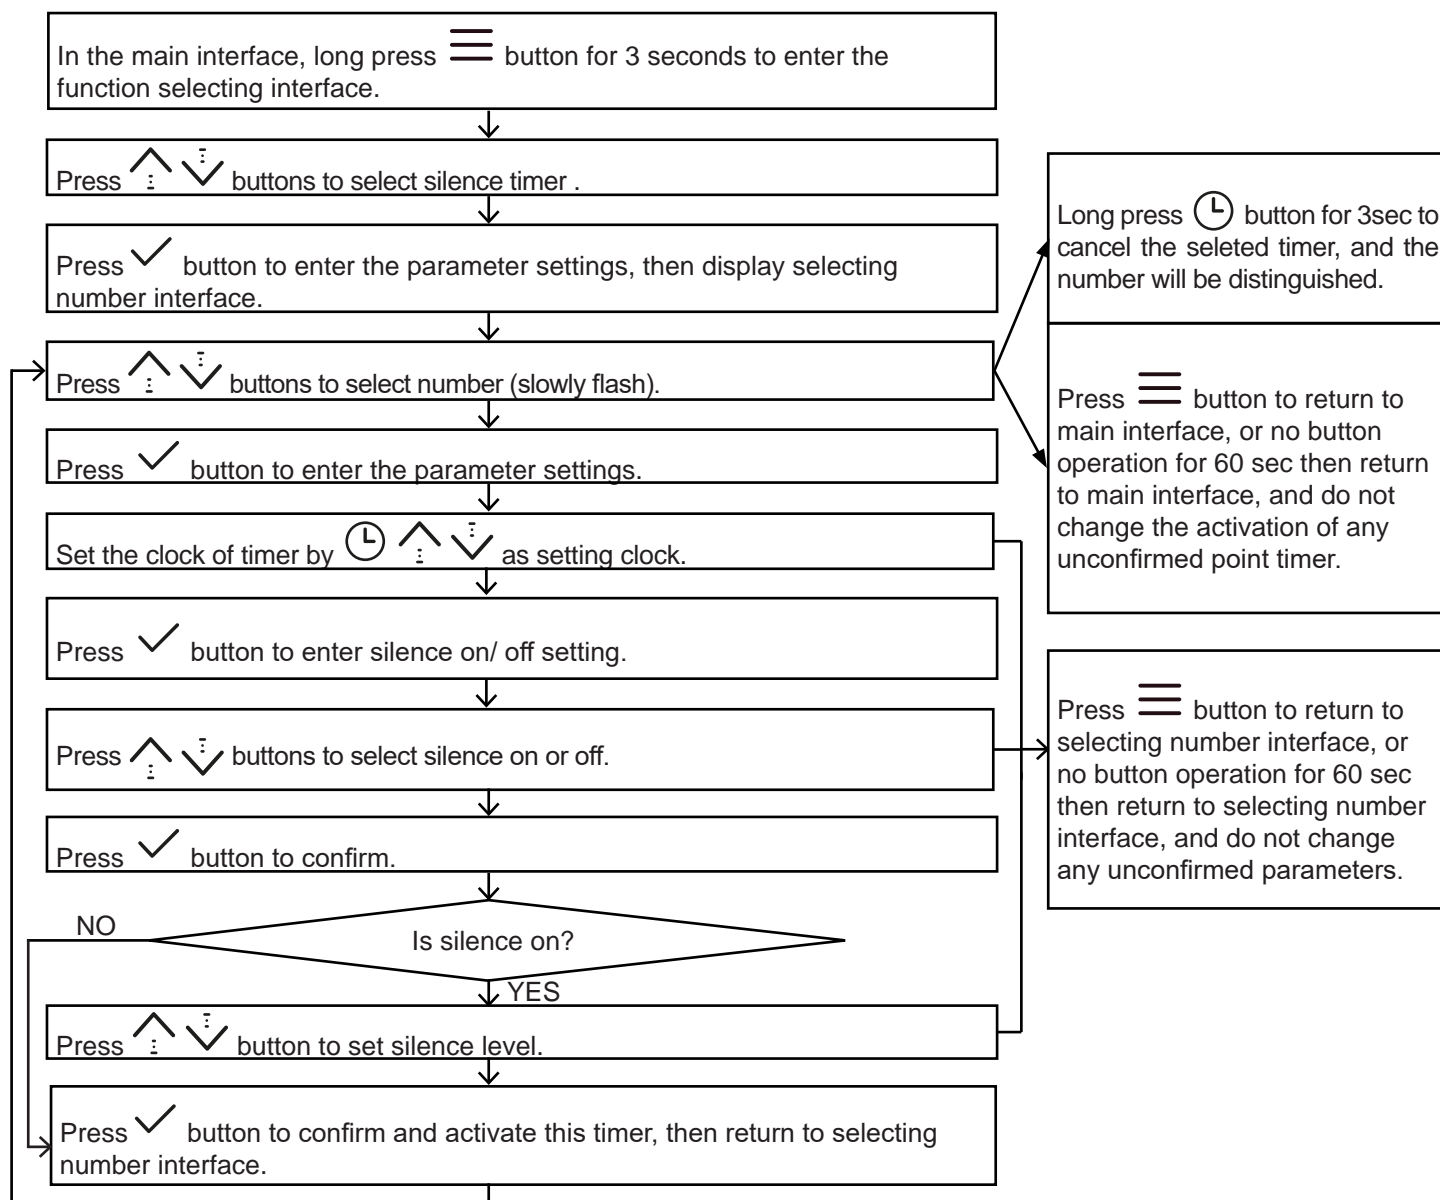 In the main interface, long press button for 3 seconds to enter the
function selecting interface.
Press buttons to select silence timer .
Press button to enter the parameter settings, then display selecting
number interface.
Press buttons to select number (slowly flash).
Press button to enter the parameter settings.
Set the clock of timer by as setting clock.
Press button to enter silence on/ off setting.
Press buttons to select silence on or off.
Press button to confirm.
Is silence on?
NO
YES
Press button to set silence level.
Press button to confirm and activate this timer, then return to selecting
number interface.
Long press button for 3sec to
cancel the seleted timer, and the
number will be distinguished.
Press button to return to
main interface, or no button
operation for 60 sec then return
to main interface, and do not
change the activation of any
unconfirmed point timer.
Press button to return to
selecting number interface, or
no button operation for 60 sec
then return to selecting number
interface, and do not change
any unconfirmed parameters.